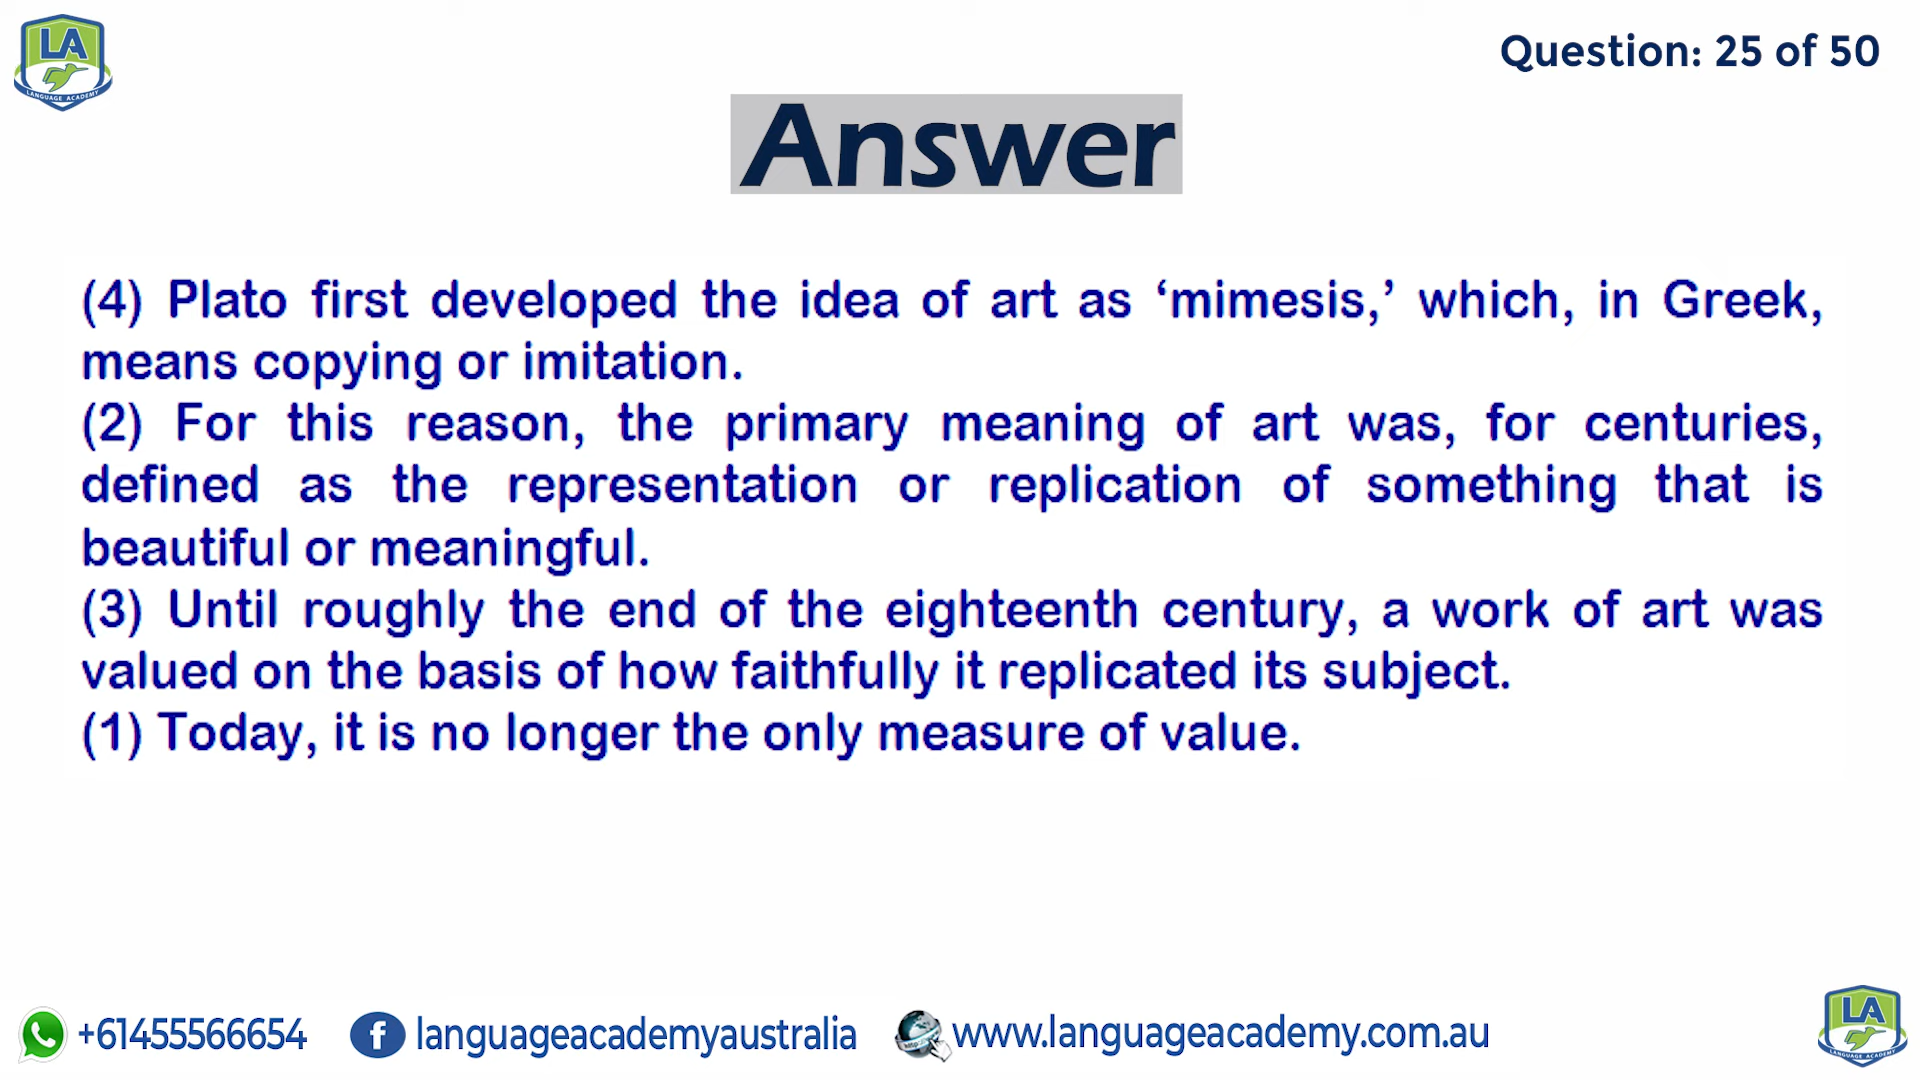 LA
LANGUAGE ACADEMY
Question: 25 of 50
Answer
(4) Plato first developed the idea of art as ‘mimesis,’ which, in Greek,
means copying or imitation.
(2) For this reason, the primary meaning of art was, for centuries,
defined as the representation or replication of something that is
beautiful or meaningful.
(3) Until roughly the end of the eighteenth century, a work of art was
valued on the basis of how faithfully it replicated its subject.
(1) Today, it is no longer the only measure of value.
+61455566654
f
languageacademyaustralia
http://
www.languageacademy.com.au
LA
LANGUAGE ACADEMY